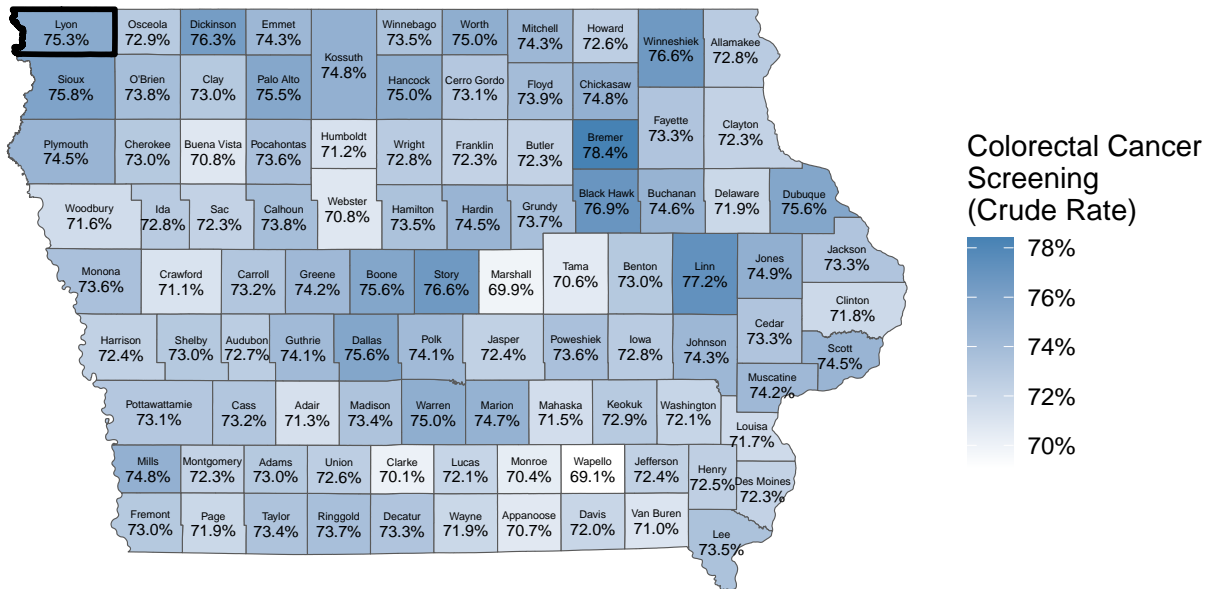 Lyon
75.3%
Osceola
72.9%
Dickinson
76.3%
Emmet
74.3%
Kossuth
74.8%
Winnebago
73.5%
Worth
75.0%
Mitchell
74.3%
Howard
72.6%
Winneshiek
76.6%
Allamakee
72.8%
Sioux
75.8%
O'Brien
73.8%
Clay
73.0%
Palo Alto
75.5%
Hancock
75.0%
Cerro Gordo
73.1%
Floyd
73.9%
Chickasaw
74.8%
Fayette
73.3%
Clayton
72.3%
Plymouth
74.5%
Cherokee
73.0%
Buena Vista
70.8%
Pocahontas
73.6%
Humboldt
71.2%
Wright
72.8%
Franklin
72.3%
Butler
72.3%
Bremer
78.4%
Woodbury
71.6%
Ida
72.8%
Sac
72.3%
Calhoun
73.8%
Webster
70.8%
Hamilton
73.5%
Hardin
74.5%
Grundy
73.7%
Black Hawk
76.9%
Buchanan
74.6%
Delaware
71.9%
Dubuque
75.6%
Monona
73.6%
Crawford
71.1%
Carroll
73.2%
Greene
74.2%
Boone
75.6%
Story
76.6%
Marshall
69.9%
Tama
70.6%
Benton
73.0%
Linn
77.2%
Jones
74.9%
Jackson
73.3%
Clinton
71.8%
Harrison
72.4%
Shelby
73.0%
Audubon
72.7%
Guthrie
74.1%
Dallas
75.6%
Polk
74.1%
Jasper
72.4%
Poweshiek
73.6%
Iowa
72.8%
Johnson
74.3%
Cedar
73.3%
Scott
74.5%
Muscatine
74.2%
Pottawattamie
73.1%
Cass
73.2%
Adair
71.3%
Madison
73.4%
Warren
75.0%
Marion
74.7%
Mahaska
71.5%
Keokuk
72.9%
Washington
72.1%
Louisa
71.7%
Mills
74.8%
Montgomery
72.3%
Adams
73.0%
Union
72.6%
Clarke
70.1%
Lucas
72.1%
Monroe
70.4%
Wapello
69.1%
Jefferson
72.4%
Henry
72.5%
Des Moines
72.3%
Fremont
73.0%
Page
71.9%
Taylor
73.4%
Ringgold
73.7%
Decatur
73.3%
Wayne
71.9%
Appanoose
70.7%
Davis
72.0%
Van Buren
71.0%
Lee
73.5%
Colorectal Cancer
Screening
(Crude Rate)
78%
76%
74%
72%
70%